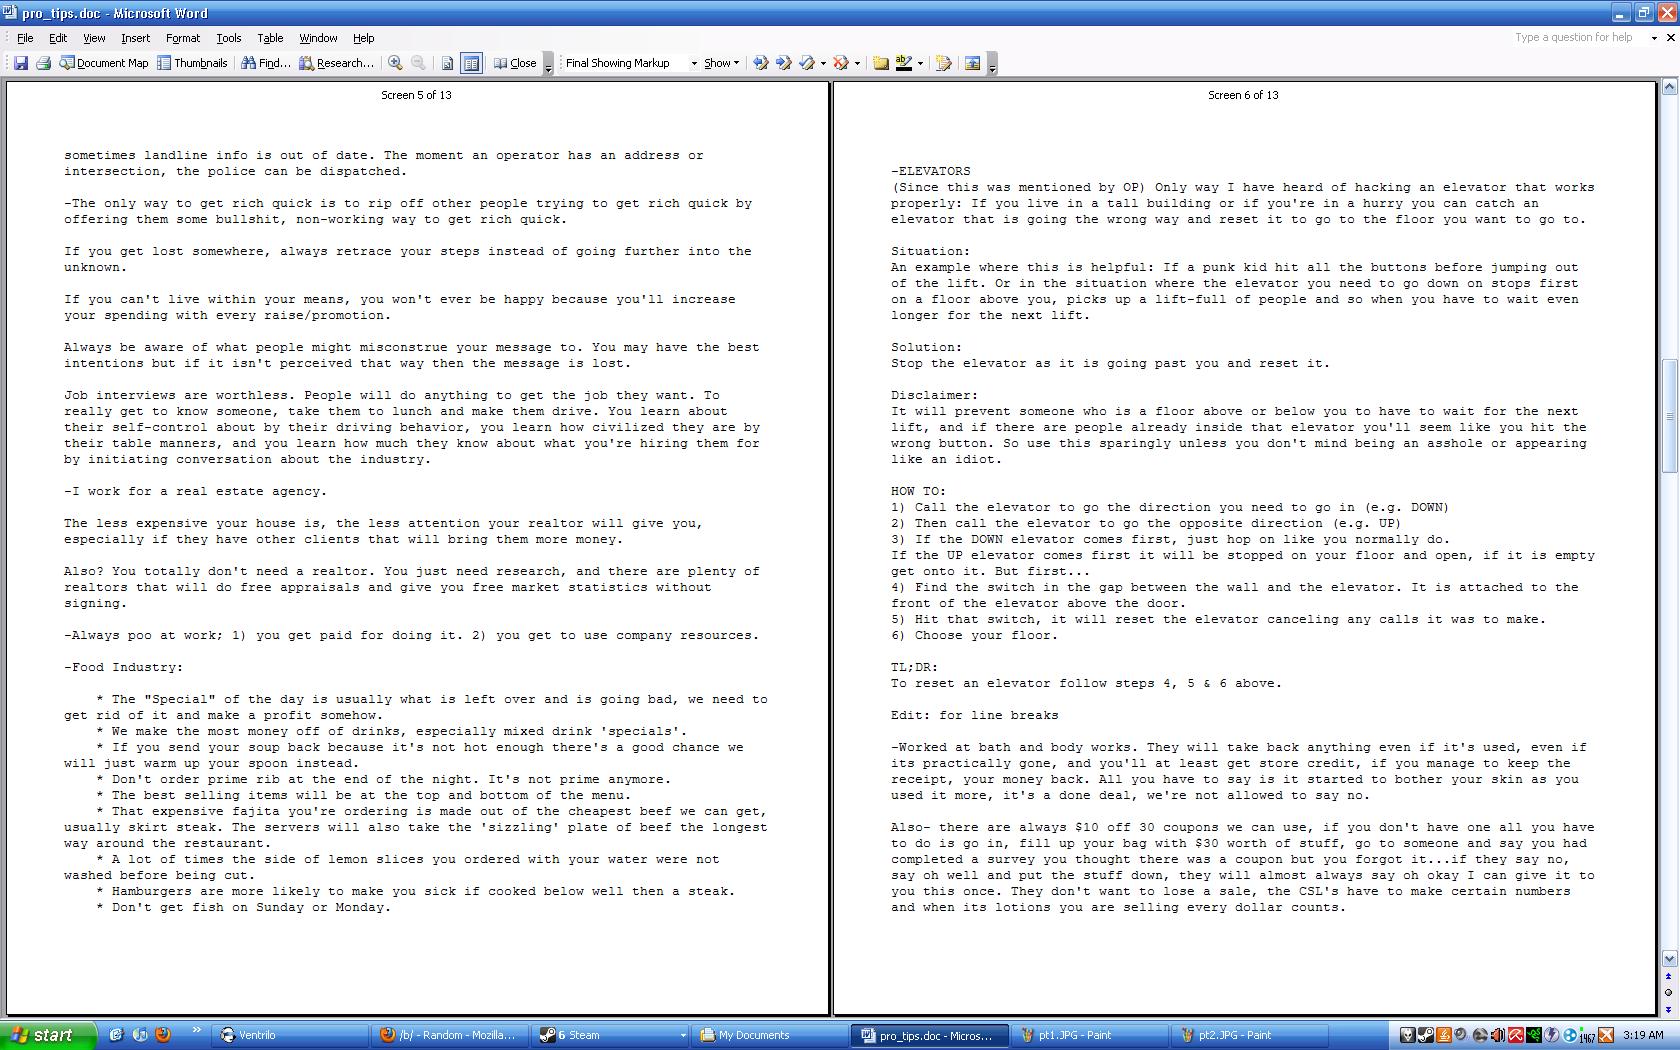 pro_tips.doc - Microsoft Word
File Edit View Insert Format Tools Table Window Help
Type a question for help
Document Map Thumbnails Find... Research... Close Final Showing Markup Show
Screen 5 of 13
sometimes landline info is out of date. The moment an operator has an address or
intersection, the police can be dispatched.
-The only way to get rich quick is to rip off other people trying to get rich quick by
offering them some bullshit, non-working way to get rich quick.
If you get lost somewhere, always retrace your steps instead of going further into the
unknown.
If you can't live within your means, you won't ever be happy because you'll increase
your spending with every raise/promotion.
Always be aware of what people might misconstrue your message to. You may have the best
intentions but if it isn't perceived that way then the message is lost.
Job interviews are worthless. People will do anything to get the job they want. To
really get to know someone, take them to lunch and make them drive. You learn about
their self-control about by their driving behavior, you learn how civilized they are by
their table manners, and you learn how much they know about what you're hiring them for
by initiating conversation about the industry.
-I work for a real estate agency.
The less expensive your house is, the less attention your realtor will give you,
especially if they have other clients that will bring them more money.
Also? You totally don't need a realtor. You just need research, and there are plenty of
realtors that will do free appraisals and give you free market statistics without
signing.
-Always poo at work; 1) you get paid for doing it. 2) you get to use company resources.
-Food Industry:
* The "Special" of the day is usually what is left over and is going bad, we need to
get rid of it and make a profit somehow.
* We make the most money off of drinks, especially mixed drink 'specials'.
* If you send your soup back because it's not hot enough there's a good chance we
will just warm up your spoon instead.
* Don't order prime rib at the end of the night. It's not prime anymore.
* The best selling items will be at the top and bottom of the menu.
* That expensive fajita you're ordering is made out of the cheapest beef we can get,
usually skirt steak. The servers will also take the 'sizzling' plate of beef the longest
way around the restaurant.
* A lot of times the side of lemon slices you ordered with your water were not
washed before being cut.
* Hamburgers are more likely to make you sick if cooked below well then a steak.
* Don't get fish on Sunday or Monday.
Screen 6 of 13
-ELEVATORS
(Since this was mentioned by OP) Only way I have heard of hacking an elevator that works
properly: If you live in a tall building or if you're in a hurry you can catch an
elevator that is going the wrong way and reset it to go to the floor you want to go to.
Situation:
An example where this is helpful: If a punk kid hit all the buttons before jumping out
of the lift. Or in the situation where the elevator you need to go down on stops first
on a floor above you, picks up a lift-full of people and so when you have to wait even
longer for the next lift.
Solution:
Stop the elevator as it is going past you and reset it.
Disclaimer:
It will prevent someone who is a floor above or below you to have to wait for the next
lift, and if there are people already inside that elevator you'll seem like you hit the
wrong button. So use this sparingly unless you don't mind being an asshole or appearing
like an idiot.
HOW TO:
1) Call the elevator to go the direction you need to go in (e.g. DOWN)
2) Then call the elevator to go the opposite direction (e.g. UP)
3) If the DOWN elevator comes first, just hop on like you normally do.
If the UP elevator comes first it will be stopped on your floor and open, if it is empty
get onto it. But first...
4) Find the switch in the gap between the wall and the elevator. It is attached to the
front of the elevator above the door.
5) Hit that switch, it will reset the elevator canceling any calls it was to make.
6) Choose your floor.
TL;DR:
To reset an elevator follow steps 4, 5 & 6 above.
Edit: for line breaks
-Worked at bath and body works. They will take back anything even if it's used, even if
its practically gone, and you'll at least get store credit, if you manage to keep the
receipt, your money back. All you have to say is it started to bother your skin as you
used it more, it's a done deal, we're not allowed to say no.
Also- there are always $10 off 30 coupons we can use, if you don't have one all you have
to do is go in, fill up your bag with $30 worth of stuff, go to someone and say you had
completed a survey you thought there was a coupon but you forgot it...if they say no,
say oh well and put the stuff down, they will almost always say oh okay I can give it to
you this once. They don't want to lose a sale, the CSL's have to make certain numbers
and when its lotions you are selling every dollar counts.
start Ventrilo /b/ - Random - Mozilla... 6 Steam My Documents pro_tips.doc - Micros... pt1.JPG - Paint pt2.JPG - Paint 1467 3:19 AM